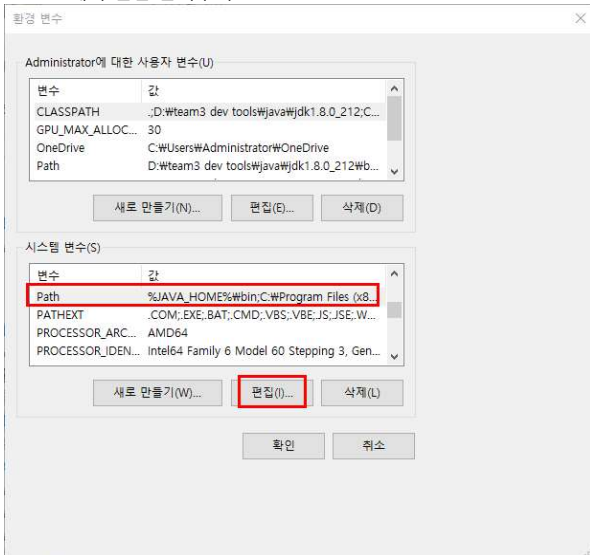 환경 변수
Administrator에 대한 사용자 변수(U)
변수 값
CLASSPATH .;D:₩team3 dev tools₩java₩jdk1.8.0_212;C...
GPU_MAX_ALLOC... 30
OneDrive C:₩Users₩Administrator₩OneDrive
Path D:₩team3 dev tools₩java₩jdk1.8.0_212₩b...
새로 만들기(N)... 편집(E)... 삭제(D)
시스템 변수(S)
변수 값
Path %JAVA_HOME%₩bin;C:₩Program Files (x8...
PATHEXT .COM;.EXE;.BAT;.CMD;.VBS;.VBE;.JS;.JSE;.W...
PROCESSOR_ARC... AMD64
PROCESSOR_IDEN... Intel64 Family 6 Model 60 Stepping 3, Gen...
새로 만들기(W)... 편집(I)... 삭제(L)
확인 취소